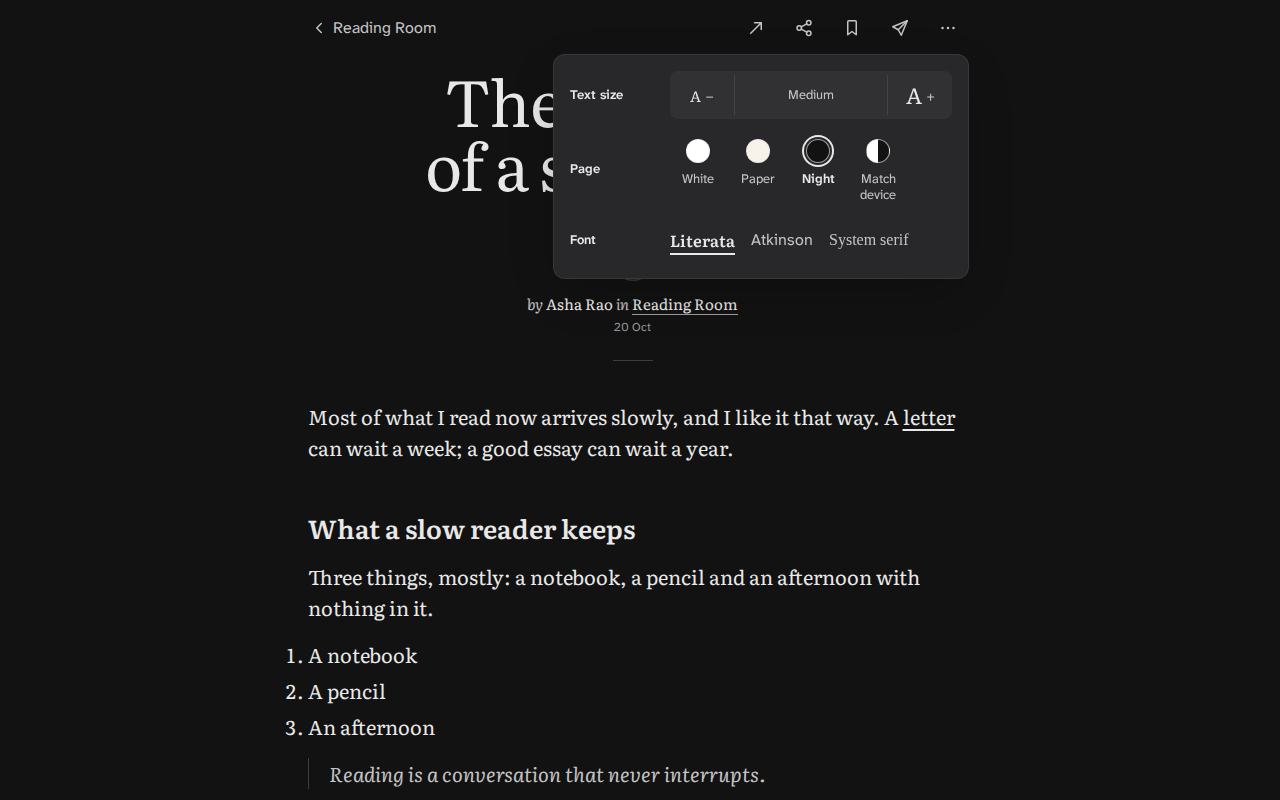 Reading Room
Text size
A − Medium A +
Page
White Paper Night Match device
Font
Literata Atkinson System serif
The
of a
by Asha Rao in Reading Room
20 Oct
Most of what I read now arrives slowly, and I like it that way. A letter
can wait a week; a good essay can wait a year.
What a slow reader keeps
Three things, mostly: a notebook, a pencil and an afternoon with
nothing in it.
1. A notebook
2. A pencil
3. An afternoon
Reading is a conversation that never interrupts.